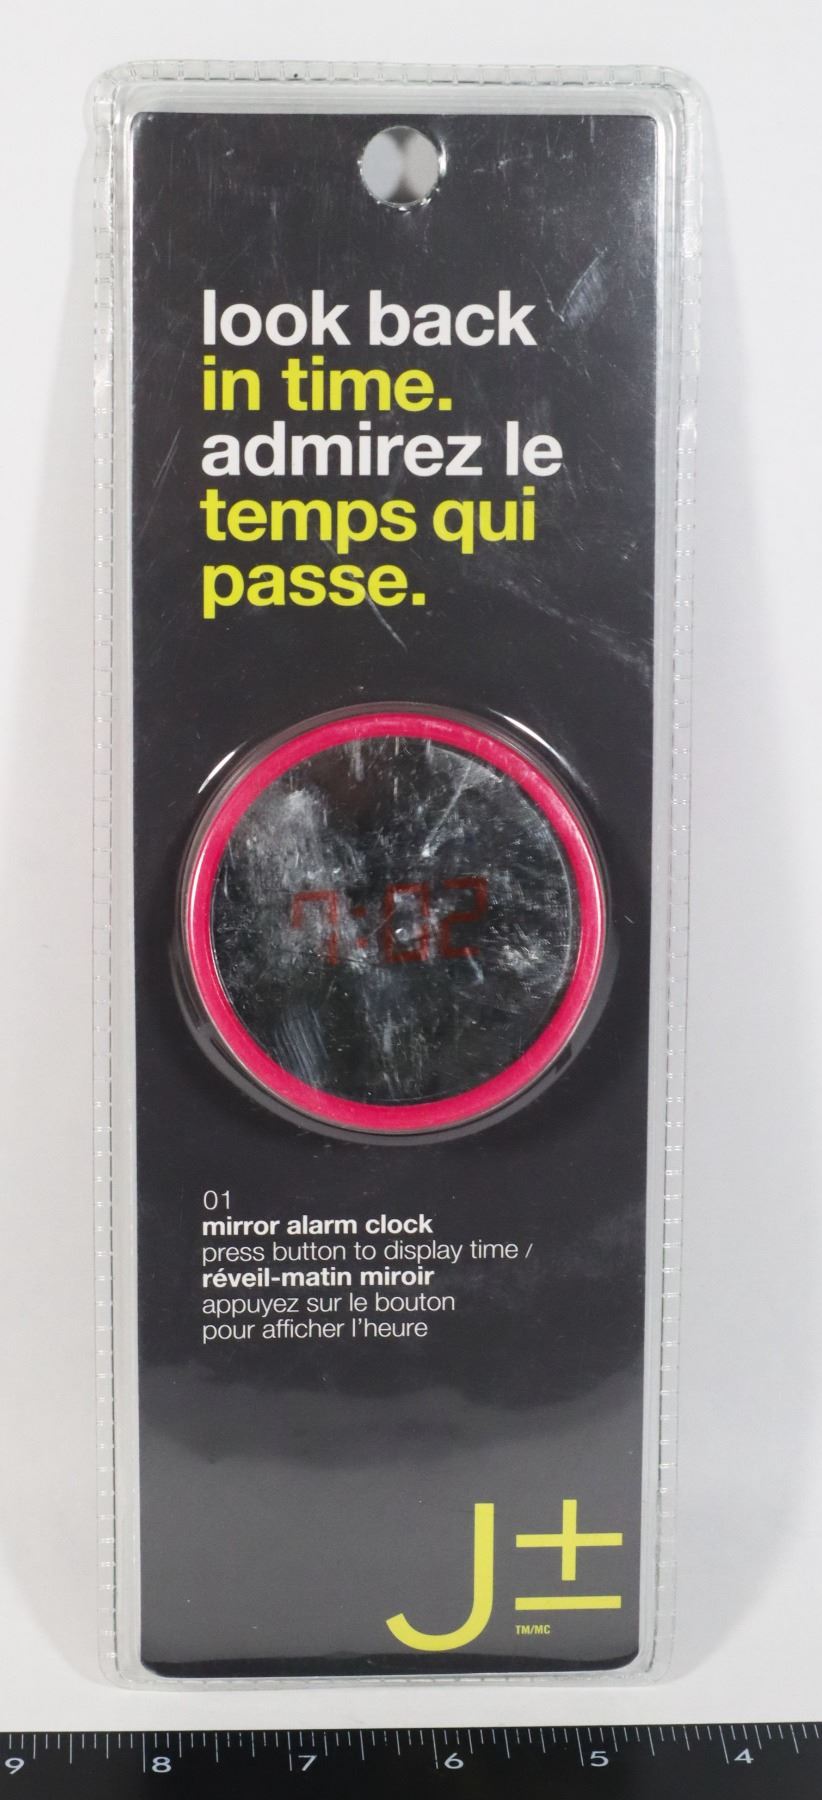 look back
in time.
admirez le
temps qui
passe.
7:02
01
mirror alarm clock
press button to display time /
réveil-matin miroir
appuyez sur le bouton
pour afficher l'heure
J±
TM/MC
9 8 7 6 5 4